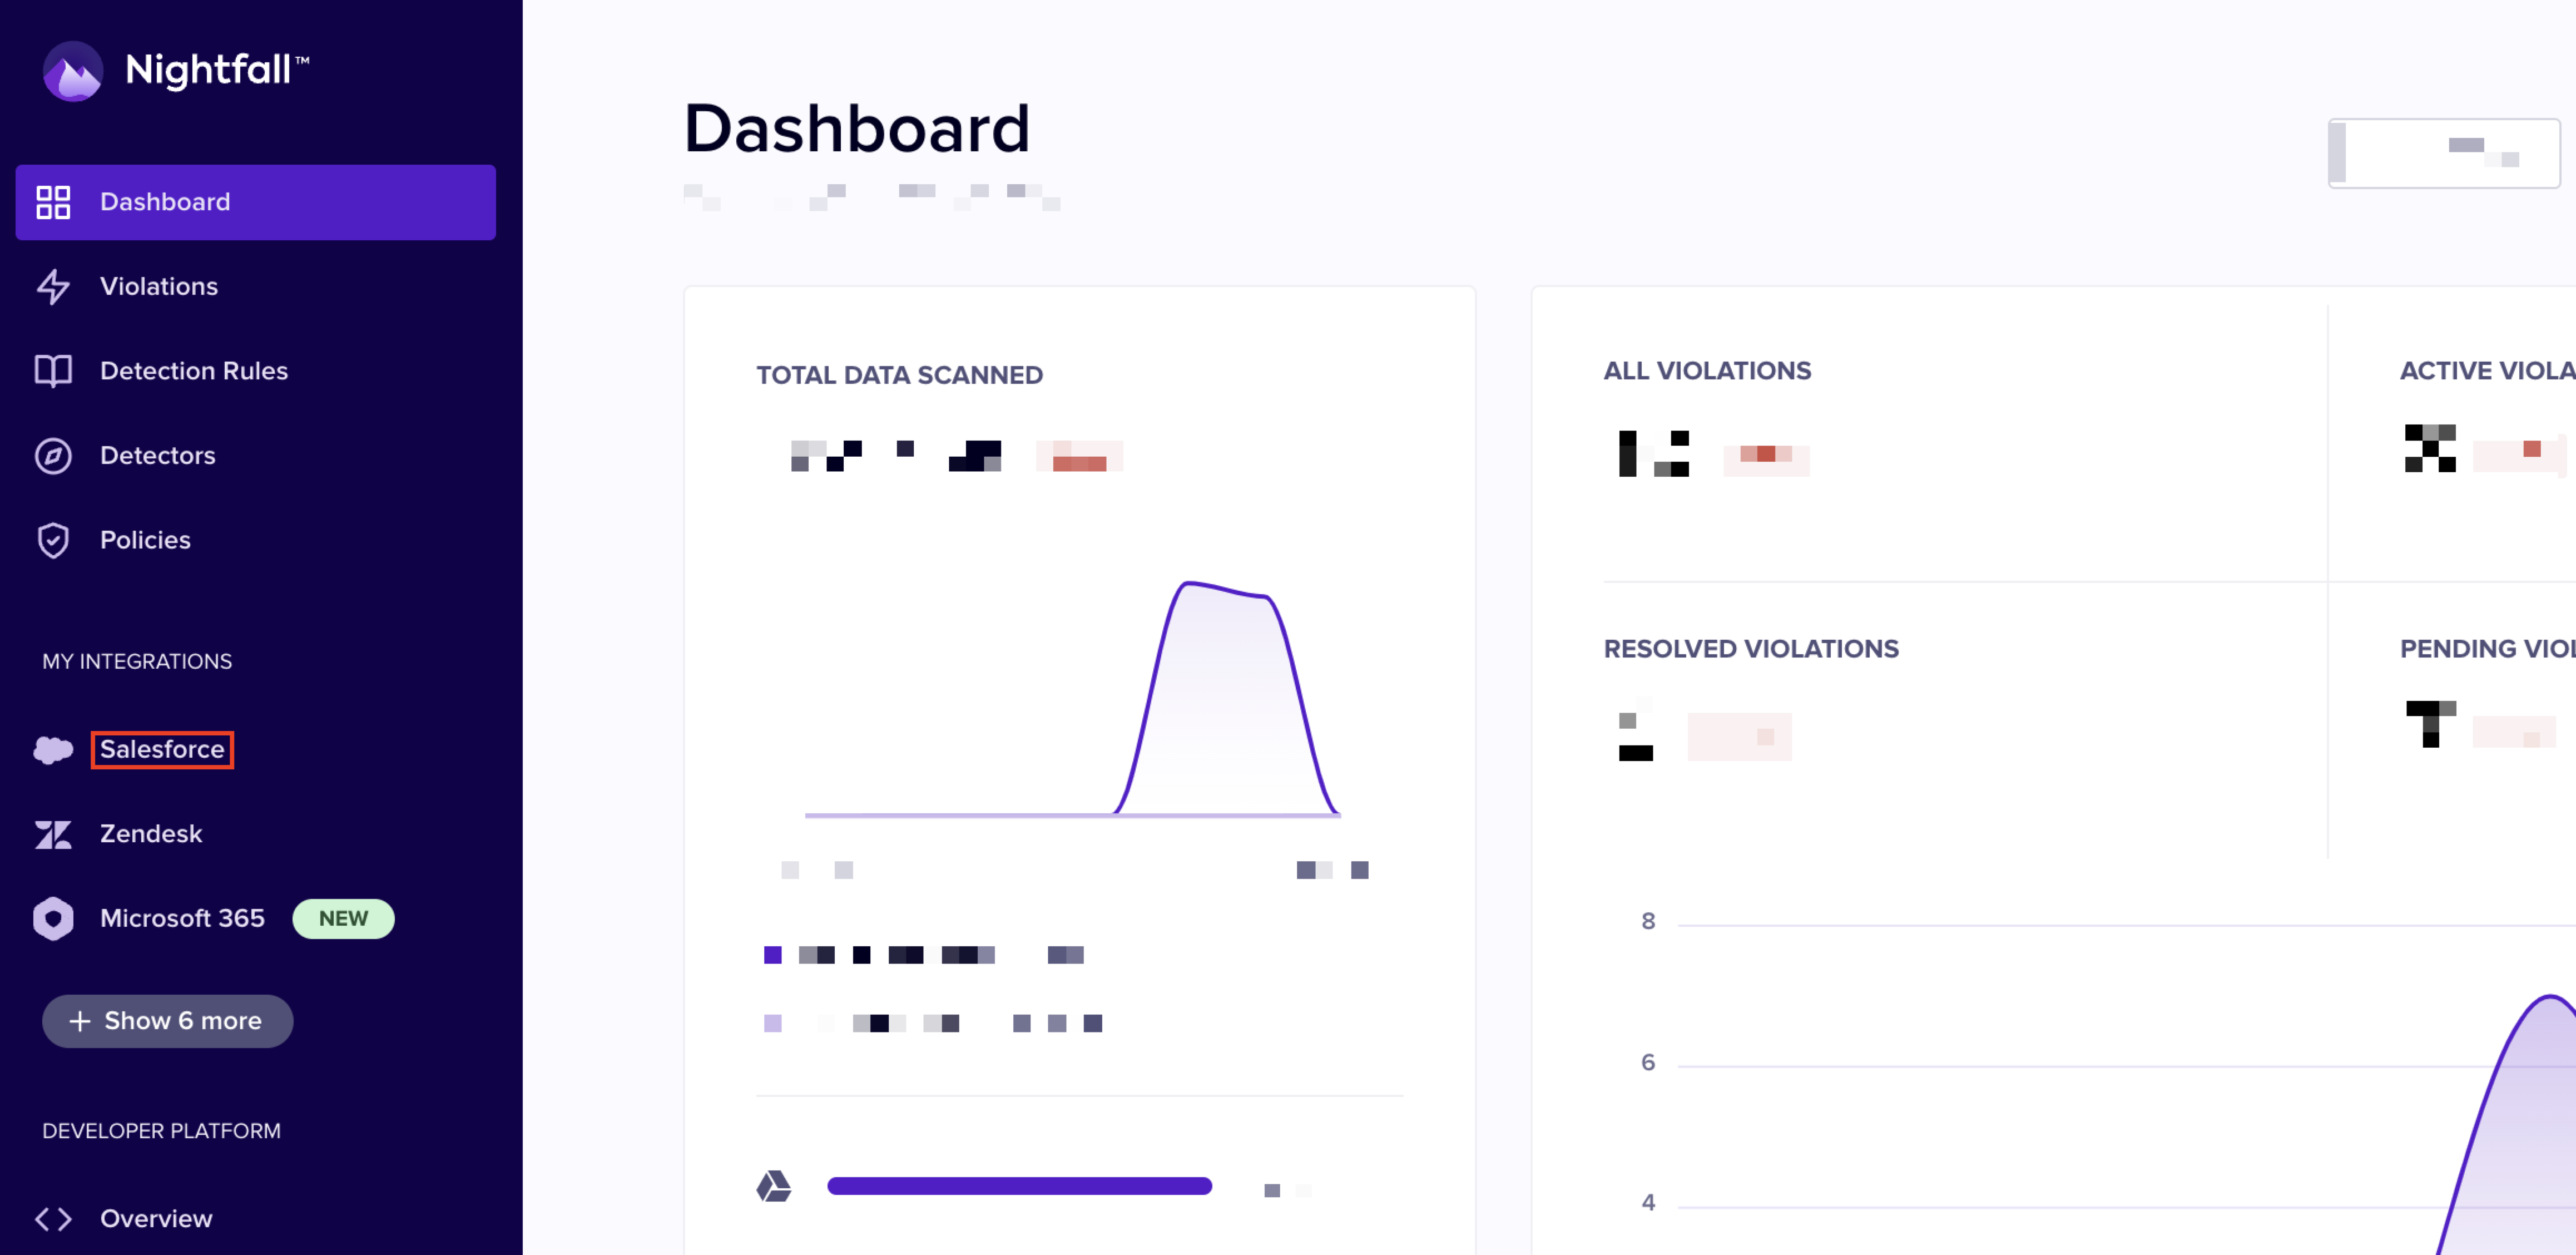 Nightfall™
Dashboard
Violations
Detection Rules
Detectors
Policies
MY INTEGRATIONS
Salesforce
Zendesk
Microsoft 365 NEW
+ Show 6 more
DEVELOPER PLATFORM
Overview
Dashboard
TOTAL DATA SCANNED
ALL VIOLATIONS
ACTIVE VIOLA
RESOLVED VIOLATIONS
PENDING VIOL
8
6
4